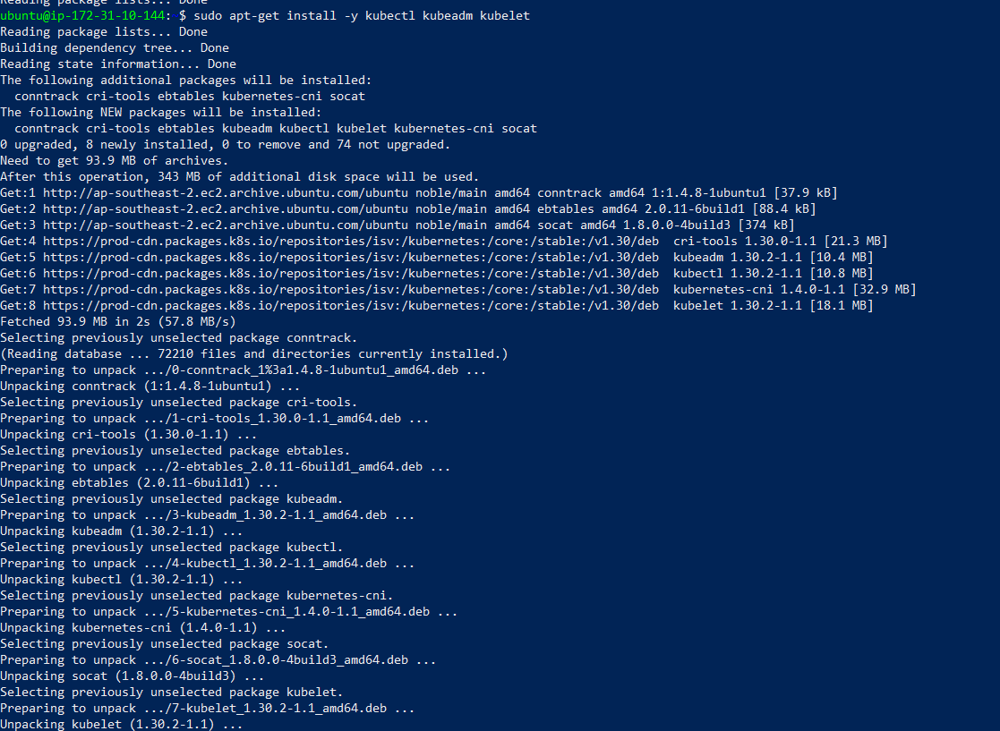 Reading package lists... Done
ubuntu@ip-172-31-10-144:~$ sudo apt-get install -y kubectl kubeadm kubelet
Reading package lists... Done
Building dependency tree... Done
Reading state information... Done
The following additional packages will be installed:
  conntrack cri-tools ebtables kubernetes-cni socat
The following NEW packages will be installed:
  conntrack cri-tools ebtables kubeadm kubectl kubelet kubernetes-cni socat
0 upgraded, 8 newly installed, 0 to remove and 74 not upgraded.
Need to get 93.9 MB of archives.
After this operation, 343 MB of additional disk space will be used.
Get:1 http://ap-southeast-2.ec2.archive.ubuntu.com/ubuntu noble/main amd64 conntrack amd64 1:1.4.8-1ubuntu1 [37.9 kB]
Get:2 http://ap-southeast-2.ec2.archive.ubuntu.com/ubuntu noble/main amd64 ebtables amd64 2.0.11-6build1 [88.4 kB]
Get:3 http://ap-southeast-2.ec2.archive.ubuntu.com/ubuntu noble/main amd64 socat amd64 1.8.0.0-4build3 [374 kB]
Get:4 https://prod-cdn.packages.k8s.io/repositories/isv:/kubernetes:/core:/stable:/v1.30/deb  cri-tools 1.30.0-1.1 [21.3 MB]
Get:5 https://prod-cdn.packages.k8s.io/repositories/isv:/kubernetes:/core:/stable:/v1.30/deb  kubeadm 1.30.2-1.1 [10.4 MB]
Get:6 https://prod-cdn.packages.k8s.io/repositories/isv:/kubernetes:/core:/stable:/v1.30/deb  kubectl 1.30.2-1.1 [10.8 MB]
Get:7 https://prod-cdn.packages.k8s.io/repositories/isv:/kubernetes:/core:/stable:/v1.30/deb  kubernetes-cni 1.4.0-1.1 [32.9 MB]
Get:8 https://prod-cdn.packages.k8s.io/repositories/isv:/kubernetes:/core:/stable:/v1.30/deb  kubelet 1.30.2-1.1 [18.1 MB]
Fetched 93.9 MB in 2s (57.8 MB/s)
Selecting previously unselected package conntrack.
(Reading database ... 72210 files and directories currently installed.)
Preparing to unpack .../0-conntrack_1%3a1.4.8-1ubuntu1_amd64.deb ...
Unpacking conntrack (1:1.4.8-1ubuntu1) ...
Selecting previously unselected package cri-tools.
Preparing to unpack .../1-cri-tools_1.30.0-1.1_amd64.deb ...
Unpacking cri-tools (1.30.0-1.1) ...
Selecting previously unselected package ebtables.
Preparing to unpack .../2-ebtables_2.0.11-6build1_amd64.deb ...
Unpacking ebtables (2.0.11-6build1) ...
Selecting previously unselected package kubeadm.
Preparing to unpack .../3-kubeadm_1.30.2-1.1_amd64.deb ...
Unpacking kubeadm (1.30.2-1.1) ...
Selecting previously unselected package kubectl.
Preparing to unpack .../4-kubectl_1.30.2-1.1_amd64.deb ...
Unpacking kubectl (1.30.2-1.1) ...
Selecting previously unselected package kubernetes-cni.
Preparing to unpack .../5-kubernetes-cni_1.4.0-1.1_amd64.deb ...
Unpacking kubernetes-cni (1.4.0-1.1) ...
Selecting previously unselected package socat.
Preparing to unpack .../6-socat_1.8.0.0-4build3_amd64.deb ...
Unpacking socat (1.8.0.0-4build3) ...
Selecting previously unselected package kubelet.
Preparing to unpack .../7-kubelet_1.30.2-1.1_amd64.deb ...
Unpacking kubelet (1.30.2-1.1) ...